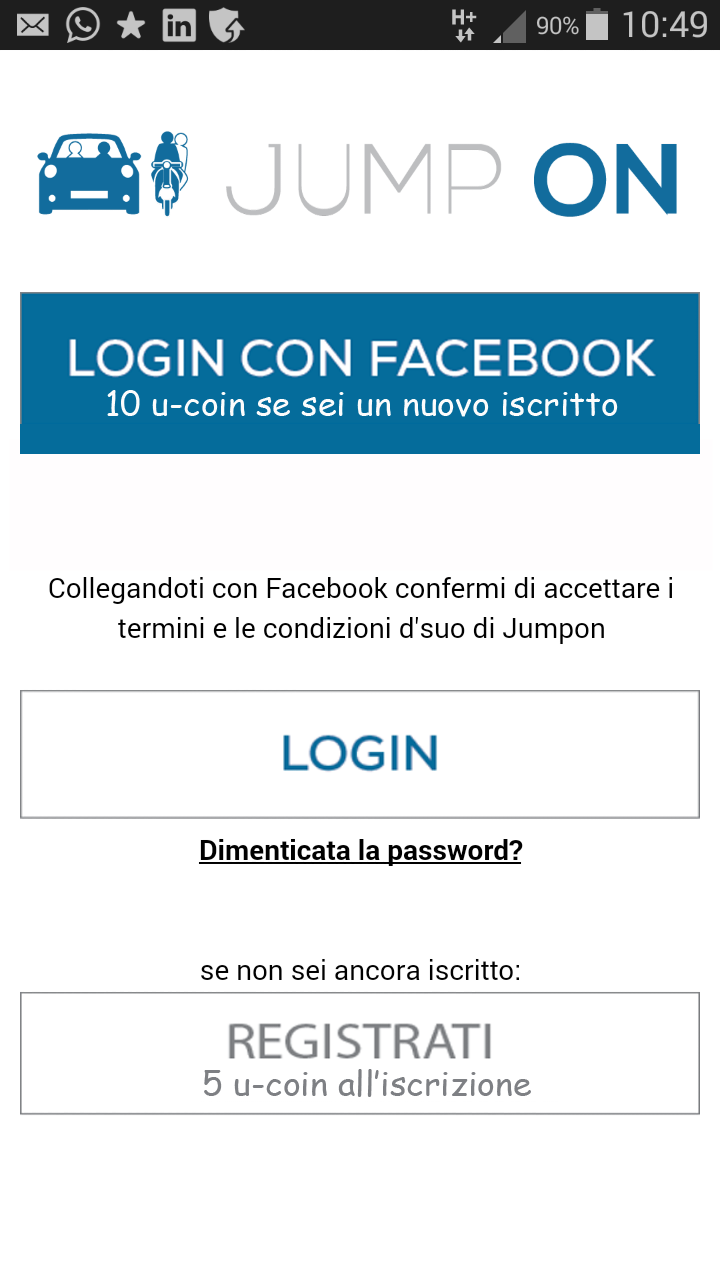 H+ 90% 10:49
JUMP ON
LOGIN CON FACEBOOK
10 u-coin se sei un nuovo iscritto
Collegandoti con Facebook confermi di accettare i
termini e le condizioni d'suo di Jumpon
LOGIN
Dimenticata la password?
se non sei ancora iscritto:
REGISTRATI
5 u-coin all'iscrizione